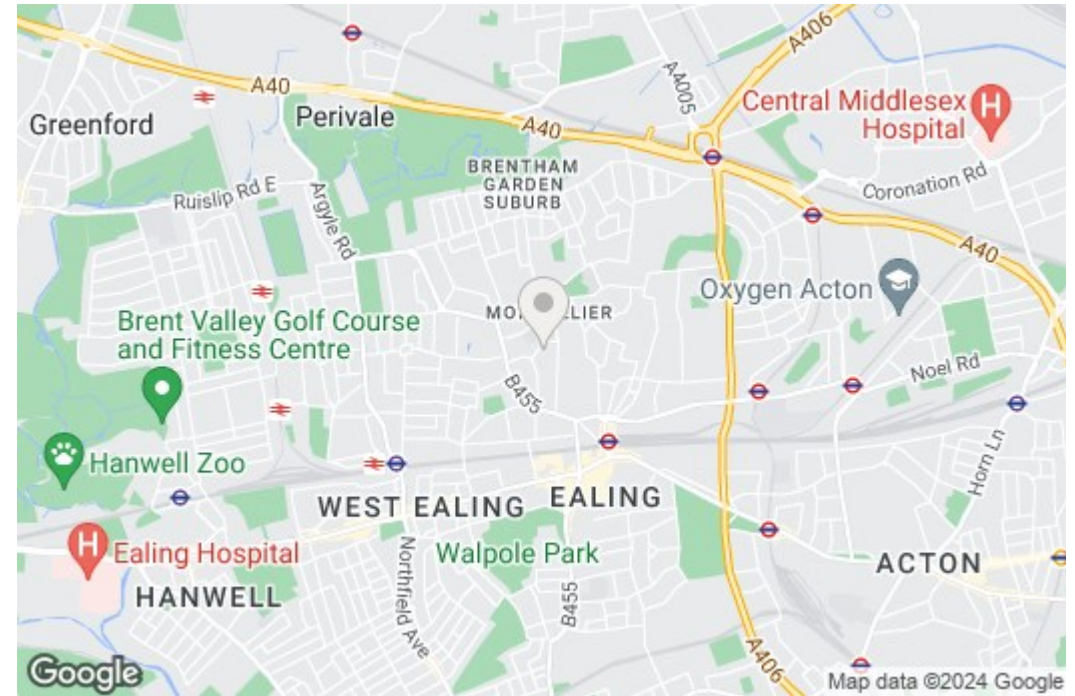 A406
A40
A4005
Central Middlesex
Hospital
H
Greenford
Perivale
A40
BRENTHAM
GARDEN
SUBURB
Coronation Rd
Ruislip Rd E
Argyle Rd
A40
Oxygen Acton
Brent Valley Golf Course
and Fitness Centre
B455
Noel Rd
Horn Ln
Hanwell Zoo
WEST EALING
EALING
H
Ealing Hospital
Walpole Park
ACTON
HANWELL
Northfield Ave
B455
A406
Google
Map data ©2024 Google